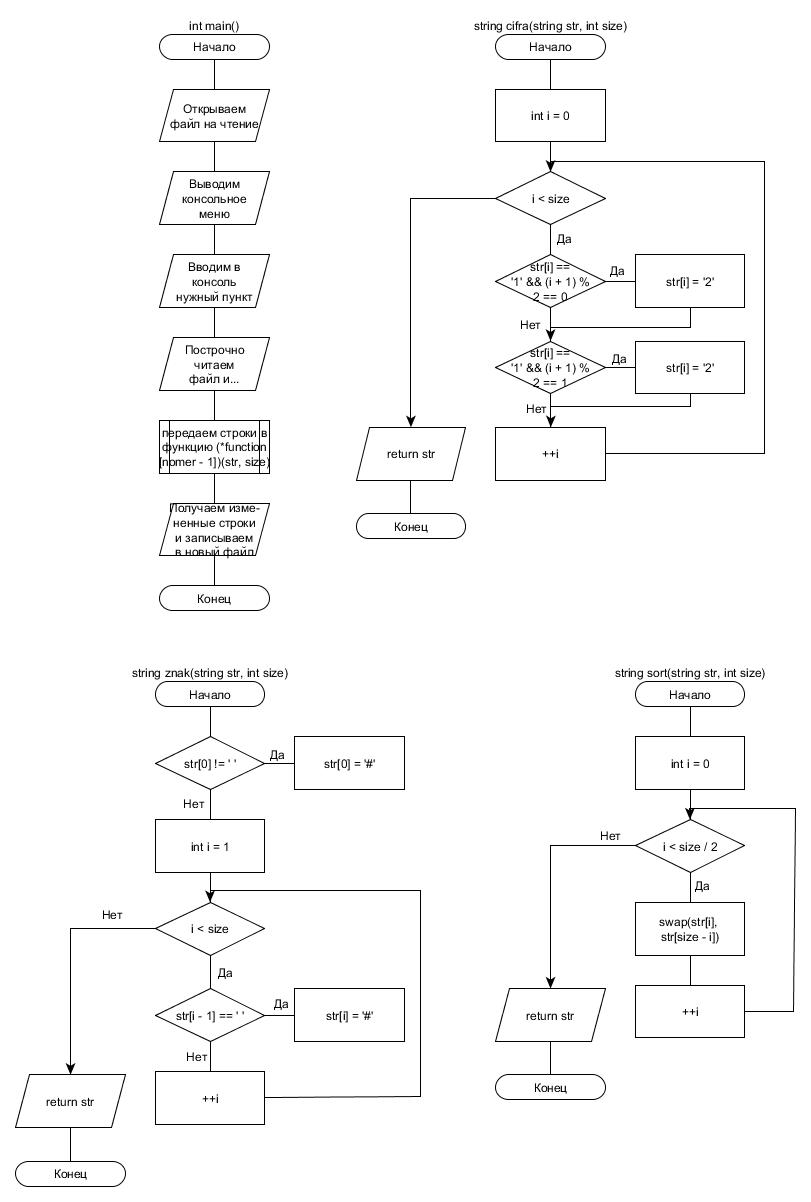 int main()
Начало
Открываем
файл на чтение
Выводим
консольное
меню
Вводим в
консоль
нужный пункт
Построчно
читаем
файл и...
передаем строки в
функцию (*function
[nomer - 1])(str, size)
Получаем изме-
ненные строки
и записываем
в новый файл
Конец
string cifra(string str, int size)
Начало
int i = 0
i < size
Да
str[i] ==
'1' && (i + 1) %
2 == 0
Да
str[i] = '2'
Нет
str[i] ==
'1' && (i + 1) %
2 == 1
Да
str[i] = '2'
Нет
++i
return str
Конец
string znak(string str, int size)
Начало
str[0] != ' '
Да
str[0] = '#'
Нет
int i = 1
i < size
Нет
Да
str[i - 1] == ' '
Да
str[i] = '#'
Нет
++i
return str
Конец
string sort(string str, int size)
Начало
int i = 0
i < size / 2
Нет
Да
swap(str[i],
str[size - i])
++i
return str
Конец